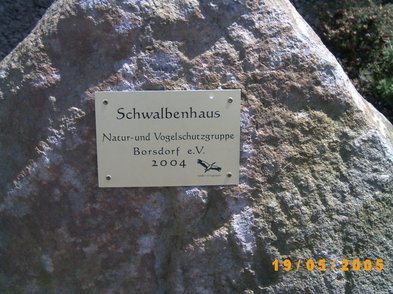 Schwalbenhaus
Natur-und Vogelschutzgruppe
Borsdorf e.V.
2004
19/05/2005